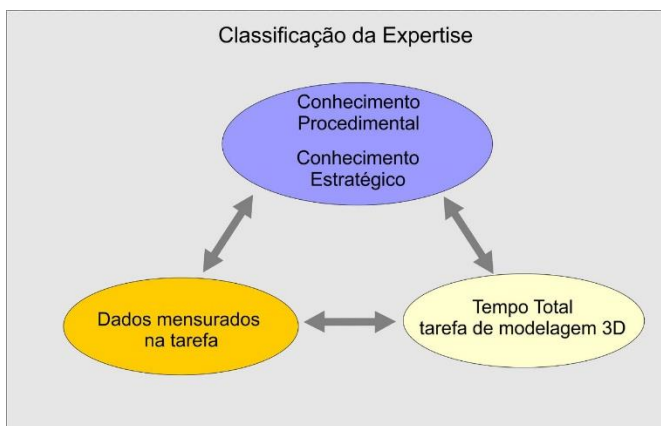 Classificação da Expertise
Conhecimento
Procedimental
Conhecimento
Estratégico
Dados mensurados
na tarefa
Tempo Total
tarefa de modelagem 3D